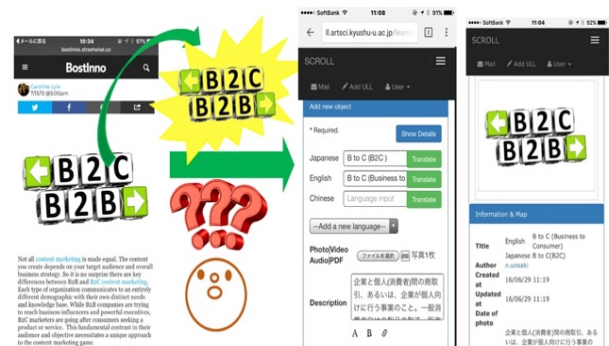 メールに戻る 10:34 97%
bostinno.streetwise.co
BostInno
Caroline Lyle
7/15/13 @5:00pm
B2C
B2B
Not all content marketing is made equal. The content
you create depends on your target audience and overall
business strategy. So it is no surprise there are key
differences between B2B and B2C content marketing.
Each type of organization communicates to an entirely
different demographic with their own distinct needs
and knowledge base. While B2B companies are trying
to reach business influencers and powerful executives,
B2C marketers are going after consumers seeking a
product or service. This fundamental contrast in their
audience and objective necessitates a unique approach
to the content marketing game.
B2C
B2B
???
SoftBank 11:08 91%
ll.artsci.kyushu-u.ac.jp/learn
SCROLL
Mail Add ULL User
Add new object
* Required.
Show Details
Japanese B to C (B2C ) Translate
English B to C (Business to Translate
Chinese Language input Translate
--Add a new language--
Photo|Video
Audio|PDF
ファイルを選択 写真1枚
Description
企業と個人(消費者)間の商取
引、あるいは、企業が個人向
けに行う事業のこと。一般消
A B
SoftBank 11:04 92%
SCROLL
Mail Add ULL User
B2C
B2B
Information & Map
Title English B to C (Business to
Consumer)
Japanese B to C(B2C)
Author n.uosaki
Created
at 16/06/29 11:19
Updated
at 16/06/29 11:19
Date of
photo
企業と個人(消費者)間の商取引、あるい
は、企業が個人向けに行う事業の